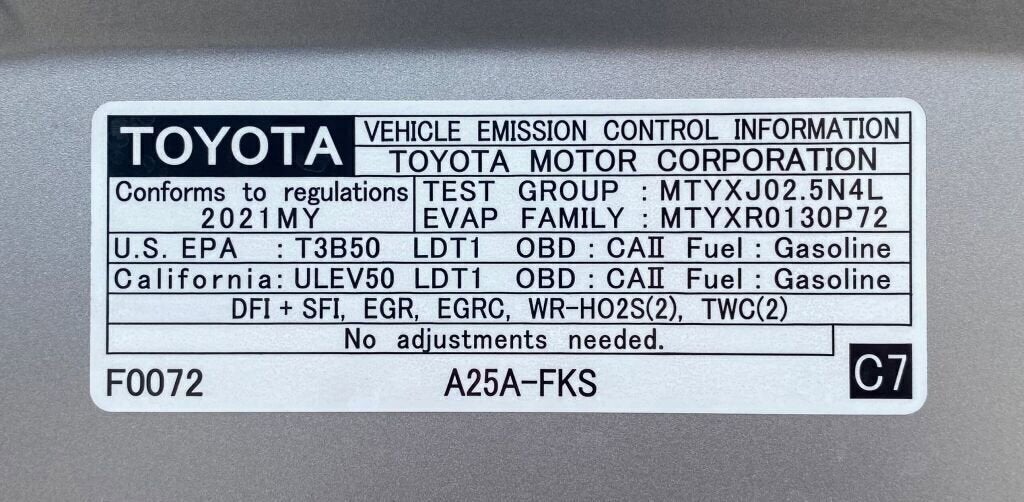 TOYOTA
VEHICLE EMISSION CONTROL INFORMATION
TOYOTA MOTOR CORPORATION
Conforms to regulations
2021MY
TEST GROUP : MTYXJ02.5N4L
EVAP FAMILY : MTYXR0130P72
U.S. EPA : T3B50 LDT1 OBD : CAⅡ Fuel : Gasoline
California: ULEV50 LDT1 OBD : CAⅡ Fuel : Gasoline
DFI + SFI, EGR, EGRC, WR-HO2S(2), TWC(2)
No adjustments needed.
F0072 A25A-FKS C7